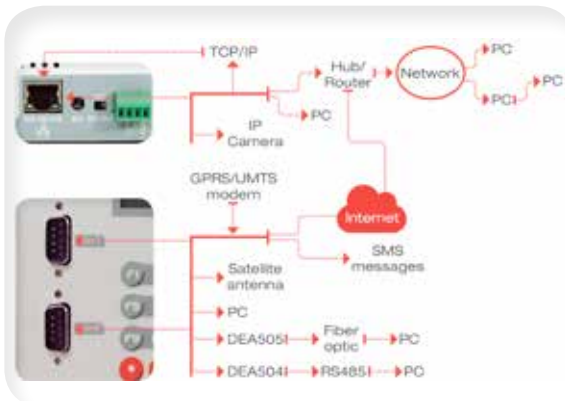 TCP/IP
Hub/
Router
Network
PC
PC
PC
PC
IP
Camera
GPRS/UMTS
modem
Internet
SMS
messages
Satellite
antenna
PC
DEA505
Fiber
optic
PC
DEA504
RS485
PC